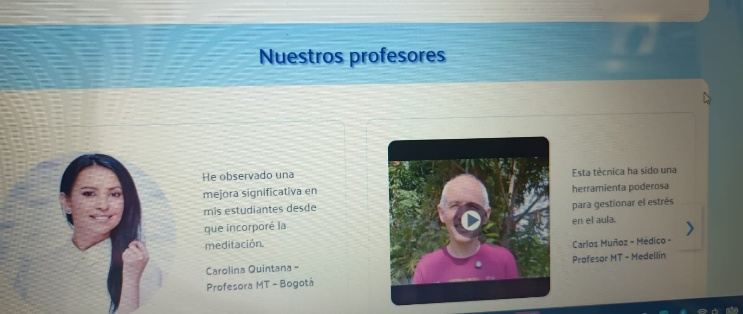 Nuestros profesores
He observado una
mejora significativa en
mis estudiantes desde
que incorporé la
meditación.
Carolina Quintana -
Profesora MT - Bogotá
Esta técnica ha sido una
herramienta poderosa
para gestionar el estrés
en el aula.
Carlos Muñoz - Médico -
Profesor MT - Medellín